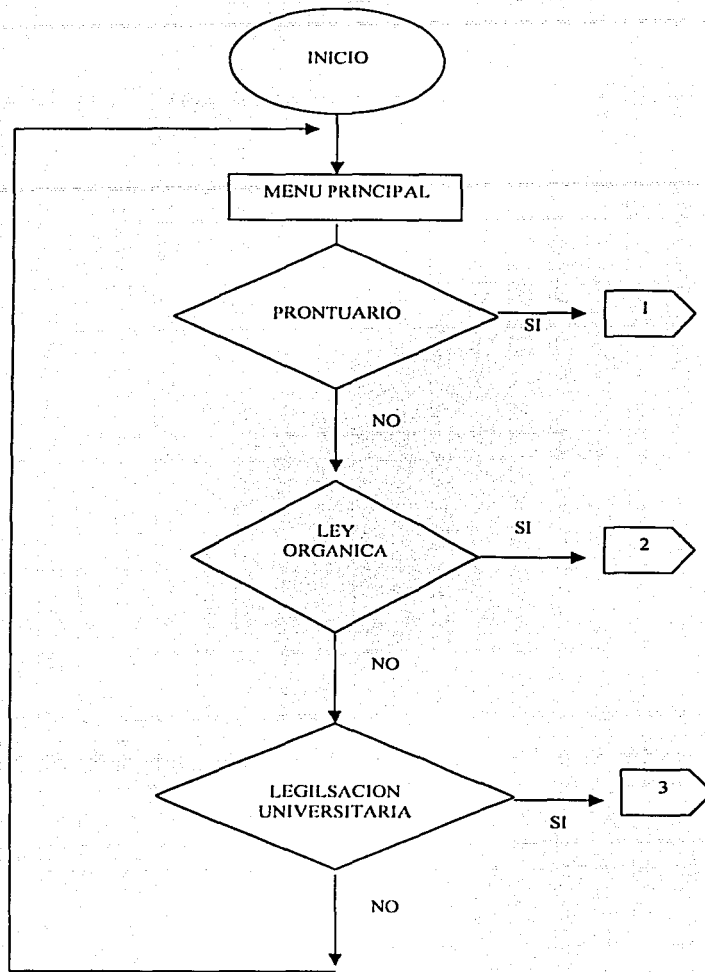 INICIO
MENU PRINCIPAL
PRONTUARIO
SI
1
NO
LEY
ORGANICA
SI
2
NO
LEGILSACION
UNIVERSITARIA
SI
3
NO